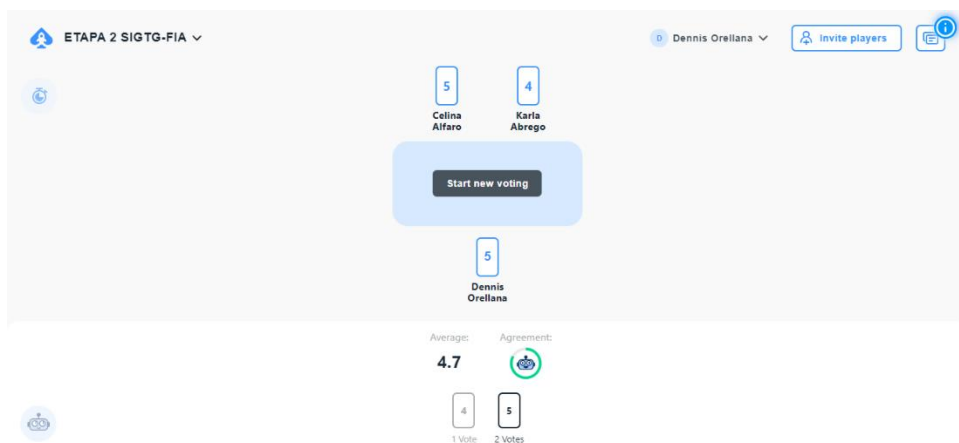 ETAPA 2 SIGTG-FIA
D Dennis Orellana
Invite players
5
4
Celina
Alfaro
Karla
Abrego
Start new voting
5
Dennis
Orellana
Average:
Agreement:
4.7
4
5
1 Vote
2 Votes